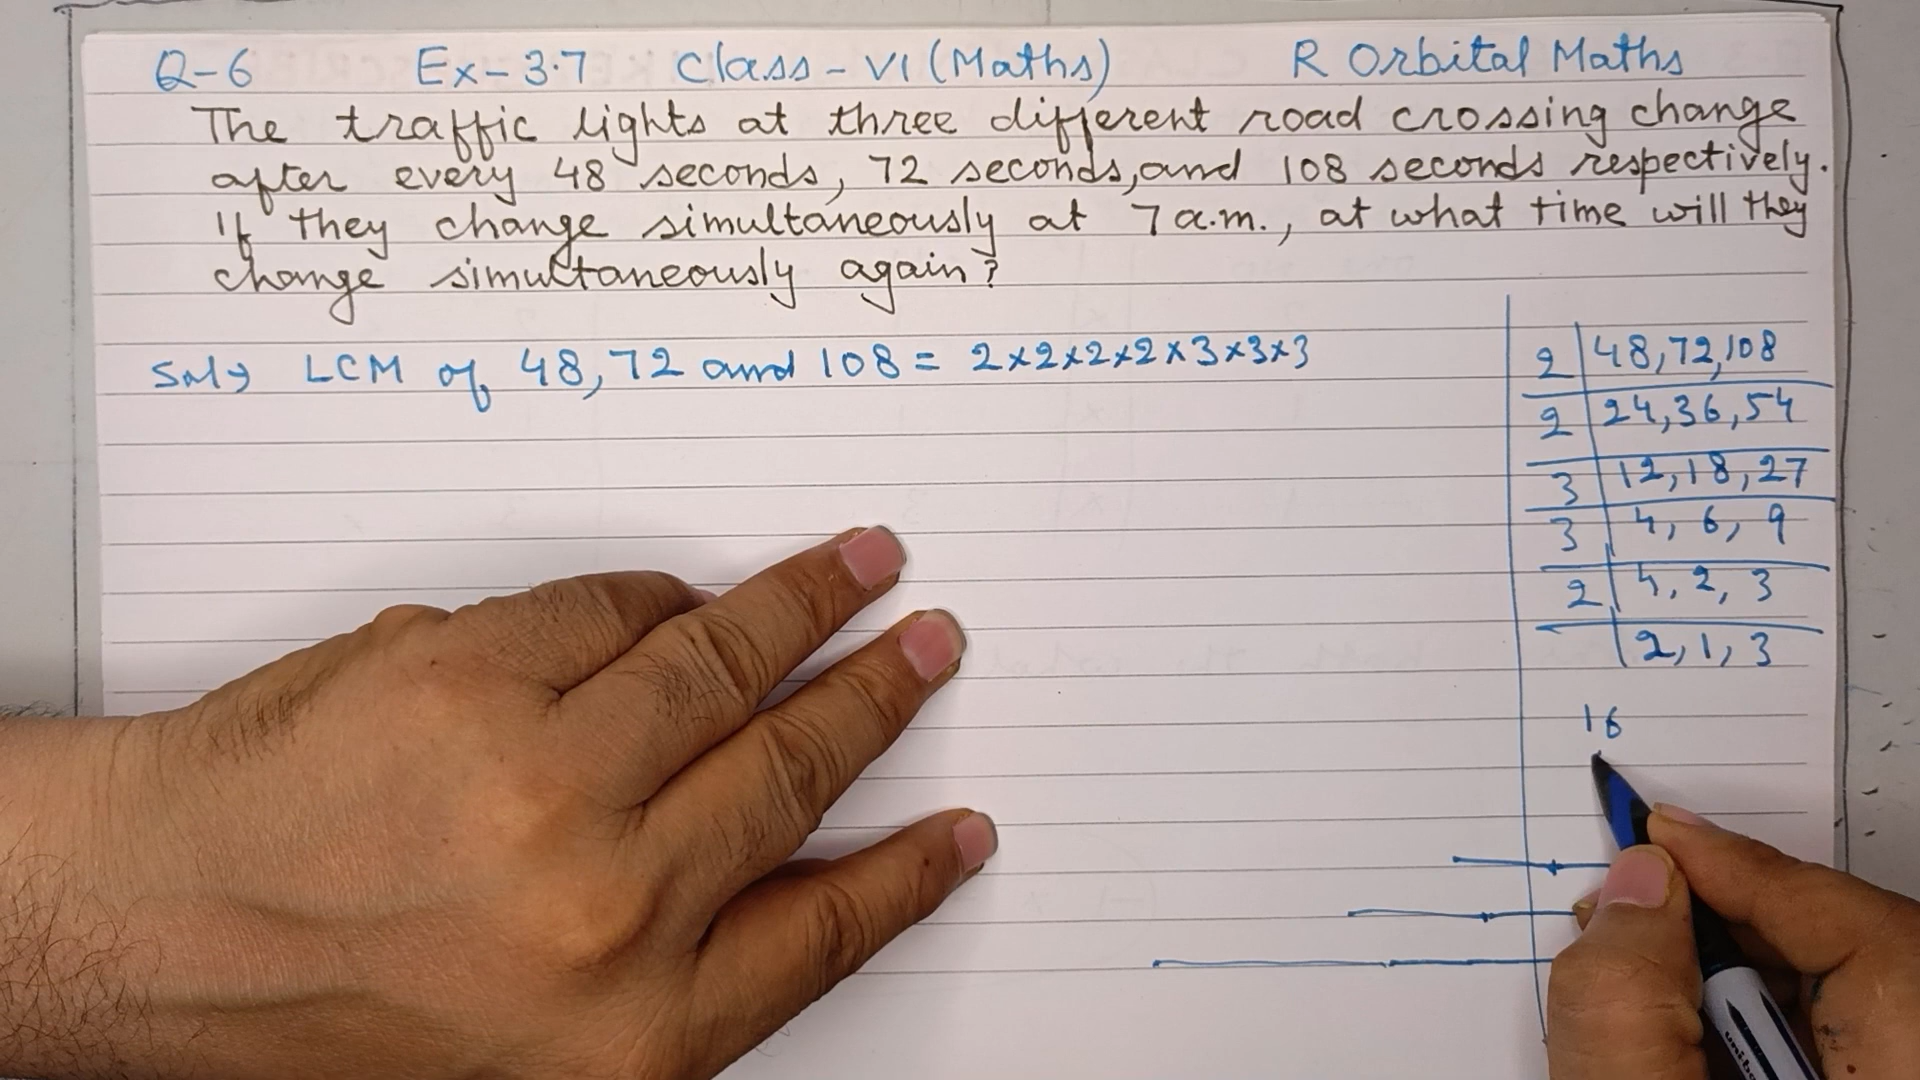 Q-6 Ex-3.7 Class-VI (Maths) R Orbital Maths
The traffic lights at three different road crossing change
after every 48 seconds, 72 seconds, and 108 seconds respectively.
If they change simultaneously at 7 a.m., at what time will they
change simultaneously again?
Sol→ LCM of 48, 72 and 108 = 2×2×2×2×3×3×3
2 | 48, 72, 108
2 | 24, 36, 54
3 | 12, 18, 27
3 | 4, 6, 9
2 | 4, 2, 3
| 2, 1, 3
16